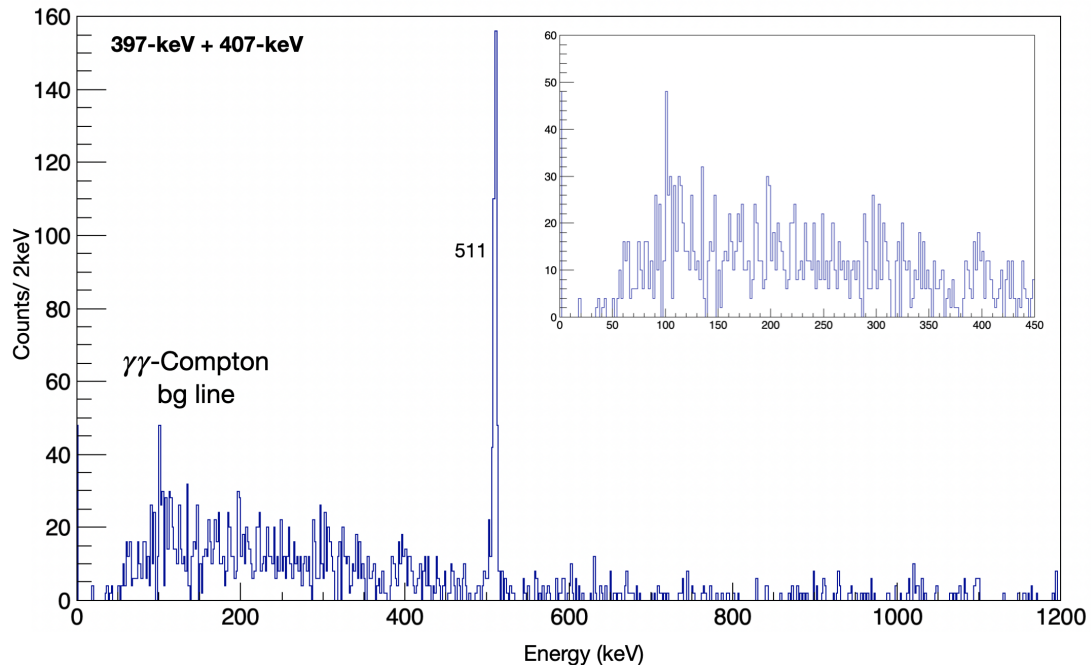 397-keV + 407-keV
511
γγ-Compton
bg line
Counts/ 2keV
160
140
120
100
80
60
40
20
0
0 200 400 600 800 1000 1200
Energy (keV)
60
50
40
30
20
10
0
0 50 100 150 200 250 300 350 400 450